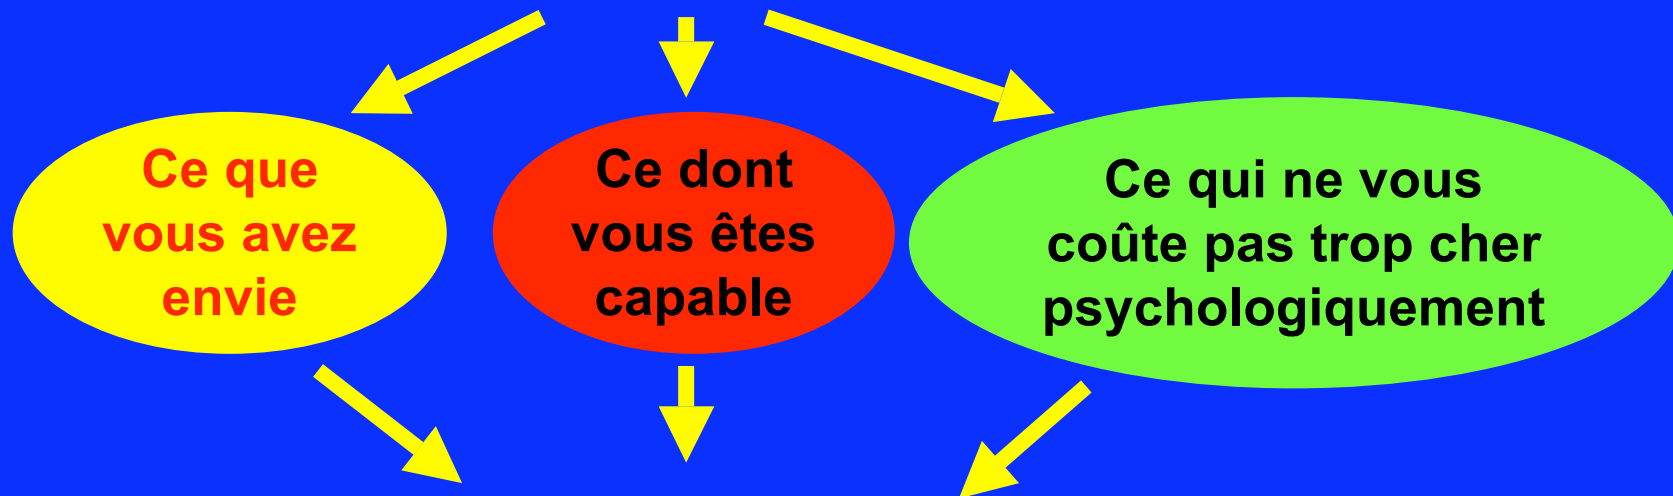 Ce que
vous avez
envie
Ce dont
vous êtes
capable
Ce qui ne vous
coûte pas trop cher
psychologiquement